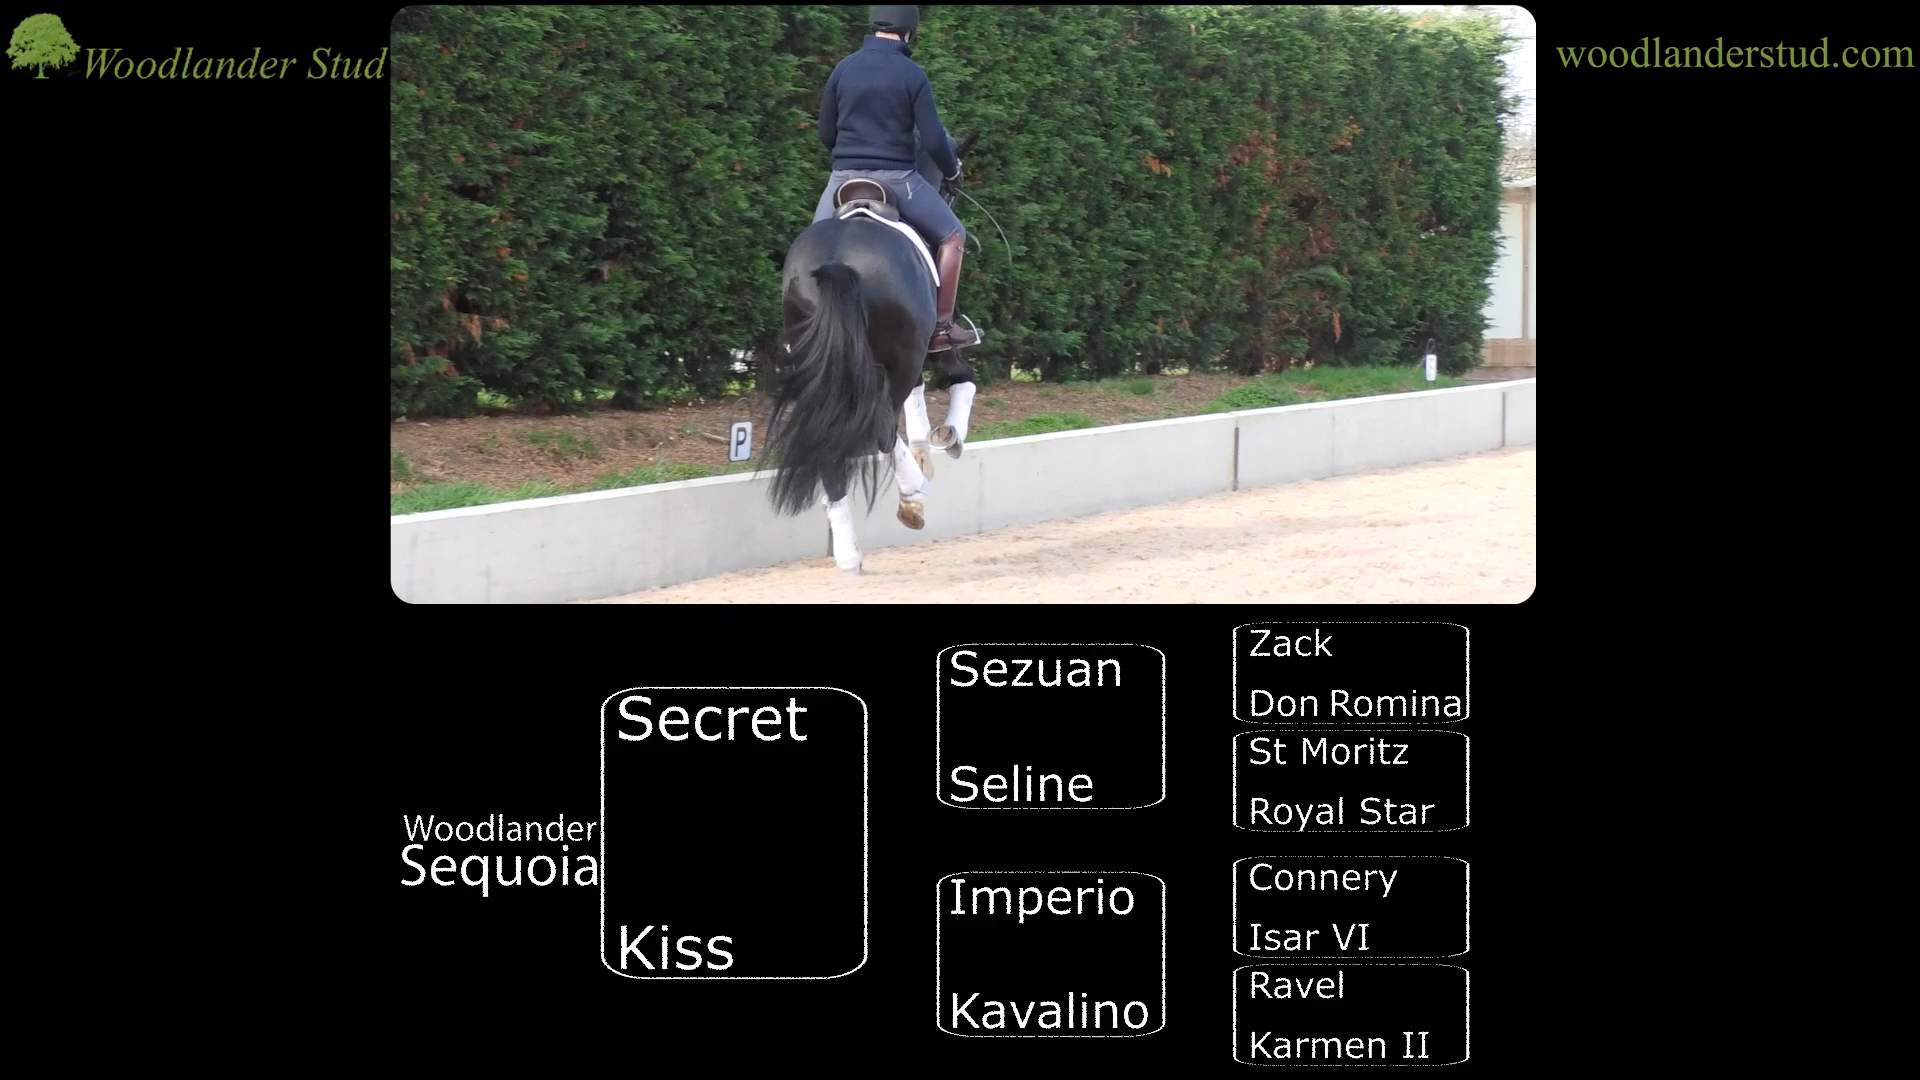 Woodlander Stud
woodlanderstud.com
P
Zack
Sezuan
Don Romina
Secret
St Moritz
Seline
Royal Star
Woodlander
Sequoia
Connery
Imperio
Isar VI
Kiss
Ravel
Kavalino
Karmen II